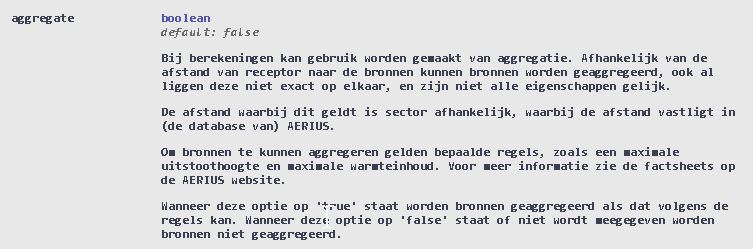 aggregate boolean
default: false
Bij berekeningen kan gebruik worden gemaakt van aggregatie. Afhankelijk van de
afstand van receptor naar de bronnen kunnen bronnen worden geaggregeerd, ook al
liggen deze niet exact op elkaar, en zijn niet alle eigenschappen gelijk.
De afstand waarbij dit geldt is sector afhankelijk, waarbij de afstand vastligt in
(de database van) AERIUS.
Om bronnen te kunnen aggregeren gelden bepaalde regels, zoals een maximale
uitstoothoogte en maximale warmteinhoud. Voor meer informatie zie de factsheets op
de AERIUS website.
Wanneer deze optie op 'true' staat worden bronnen geaggregeerd als dat volgens de
regels kan. Wanneer deze optie op 'false' staat of niet wordt meegegeven worden
bronnen niet geaggregeerd.